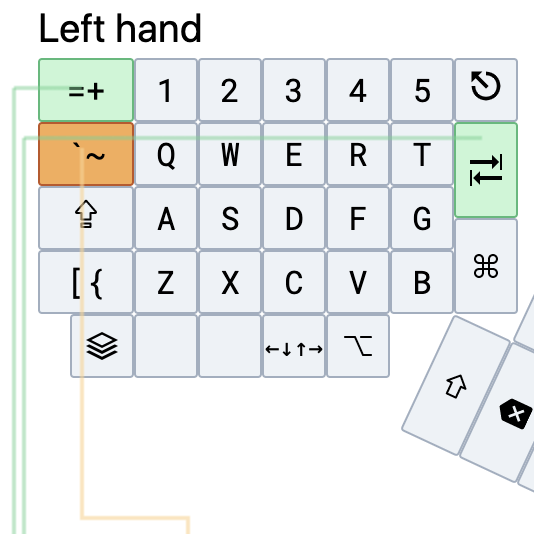 Left hand
=+ 1 2 3 4 5
`~ Q W E R T
A S D F G
[{ Z X C V B ⌘
←↓↑→ ⌥